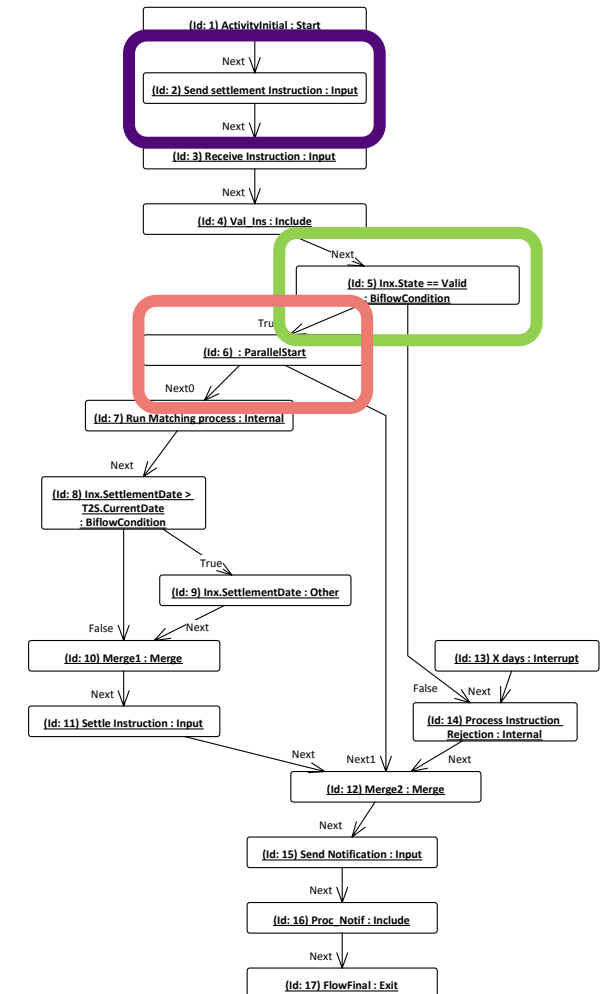 (Id: 1) ActivityInitial : Start
Next
(Id: 2) Send settlement Instruction : Input
Next
(Id: 3) Receive Instruction : Input
Next
(Id: 4) Val_Ins : Include
Next
(Id: 5) Inx.State == Valid
: BiflowCondition
Tru
(Id: 6)  : ParallelStart
Next0
(Id: 7) Run Matching process : Internal
Next
(Id: 8) Inx.SettlementDate >
T2S.CurrentDate
: BiflowCondition
True
(Id: 9) Inx.SettlementDate : Other
False
Next
(Id: 10) Merge1 : Merge
(Id: 13) X days : Interrupt
Next
False
Next
(Id: 11) Settle Instruction : Input
(Id: 14) Process Instruction
Rejection : Internal
Next
Next1
Next
(Id: 12) Merge2 : Merge
Next
(Id: 15) Send Notification : Input
Next
(Id: 16) Proc_Notif : Include
Next
(Id: 17) FlowFinal : Exit